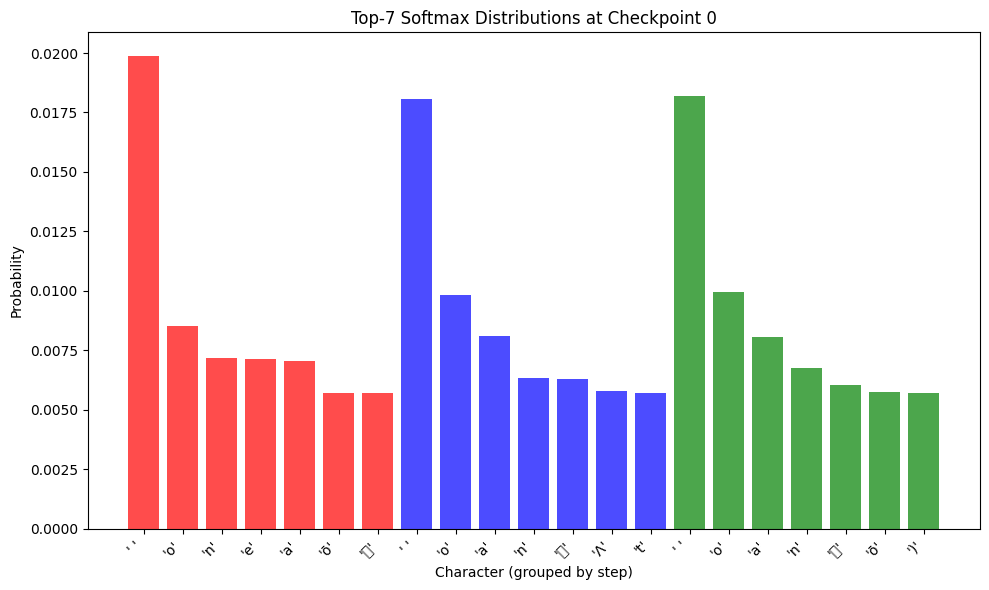 Top-7 Softmax Distributions at Checkpoint 0
Probability
0.0200
0.0175
0.0150
0.0125
0.0100
0.0075
0.0050
0.0025
0.0000
' ' 'o' 'n' 'e' 'a' 'õ' '▯' ' ' 'o' 'a' 'n' '▯' 'Λ' 't' ' ' 'o' 'a' 'n' '▯' 'õ' ')'
Character (grouped by step)